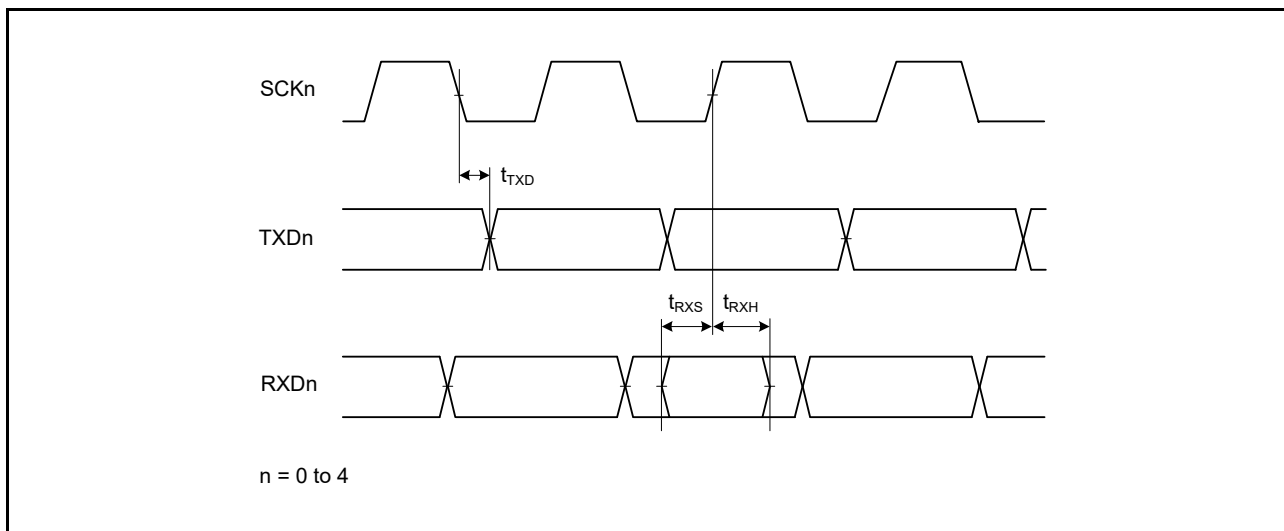 SCKn
tTXD
TXDn
tRXS tRXH
RXDn
n = 0 to 4